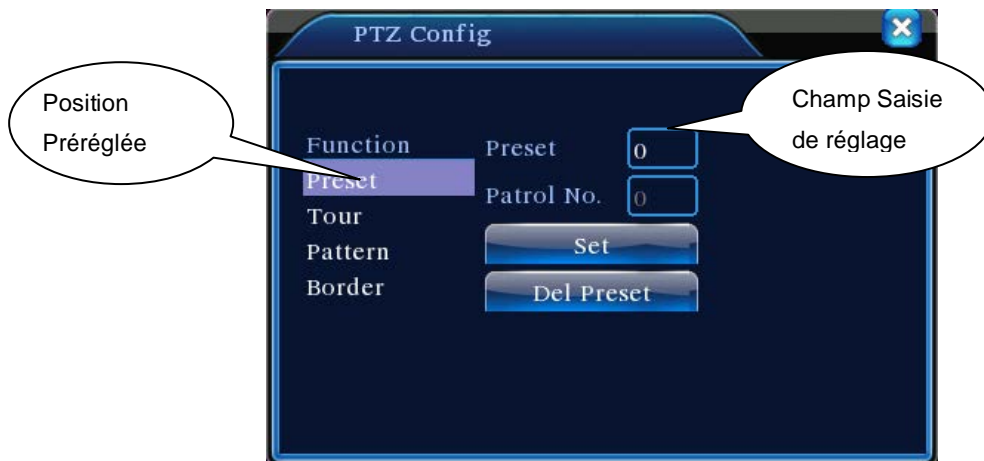 PTZ Config
Position
Préréglée
Champ Saisie
de réglage
Function
Preset
Tour
Pattern
Border
Preset
0
Patrol No.
0
Set
Del Preset